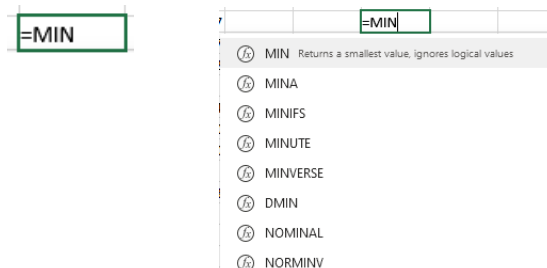 =MIN
=MIN
MIN Returns a smallest value, ignores logical values
MINA
MINIFS
MINUTE
MINVERSE
DMIN
NOMINAL
NORMINV